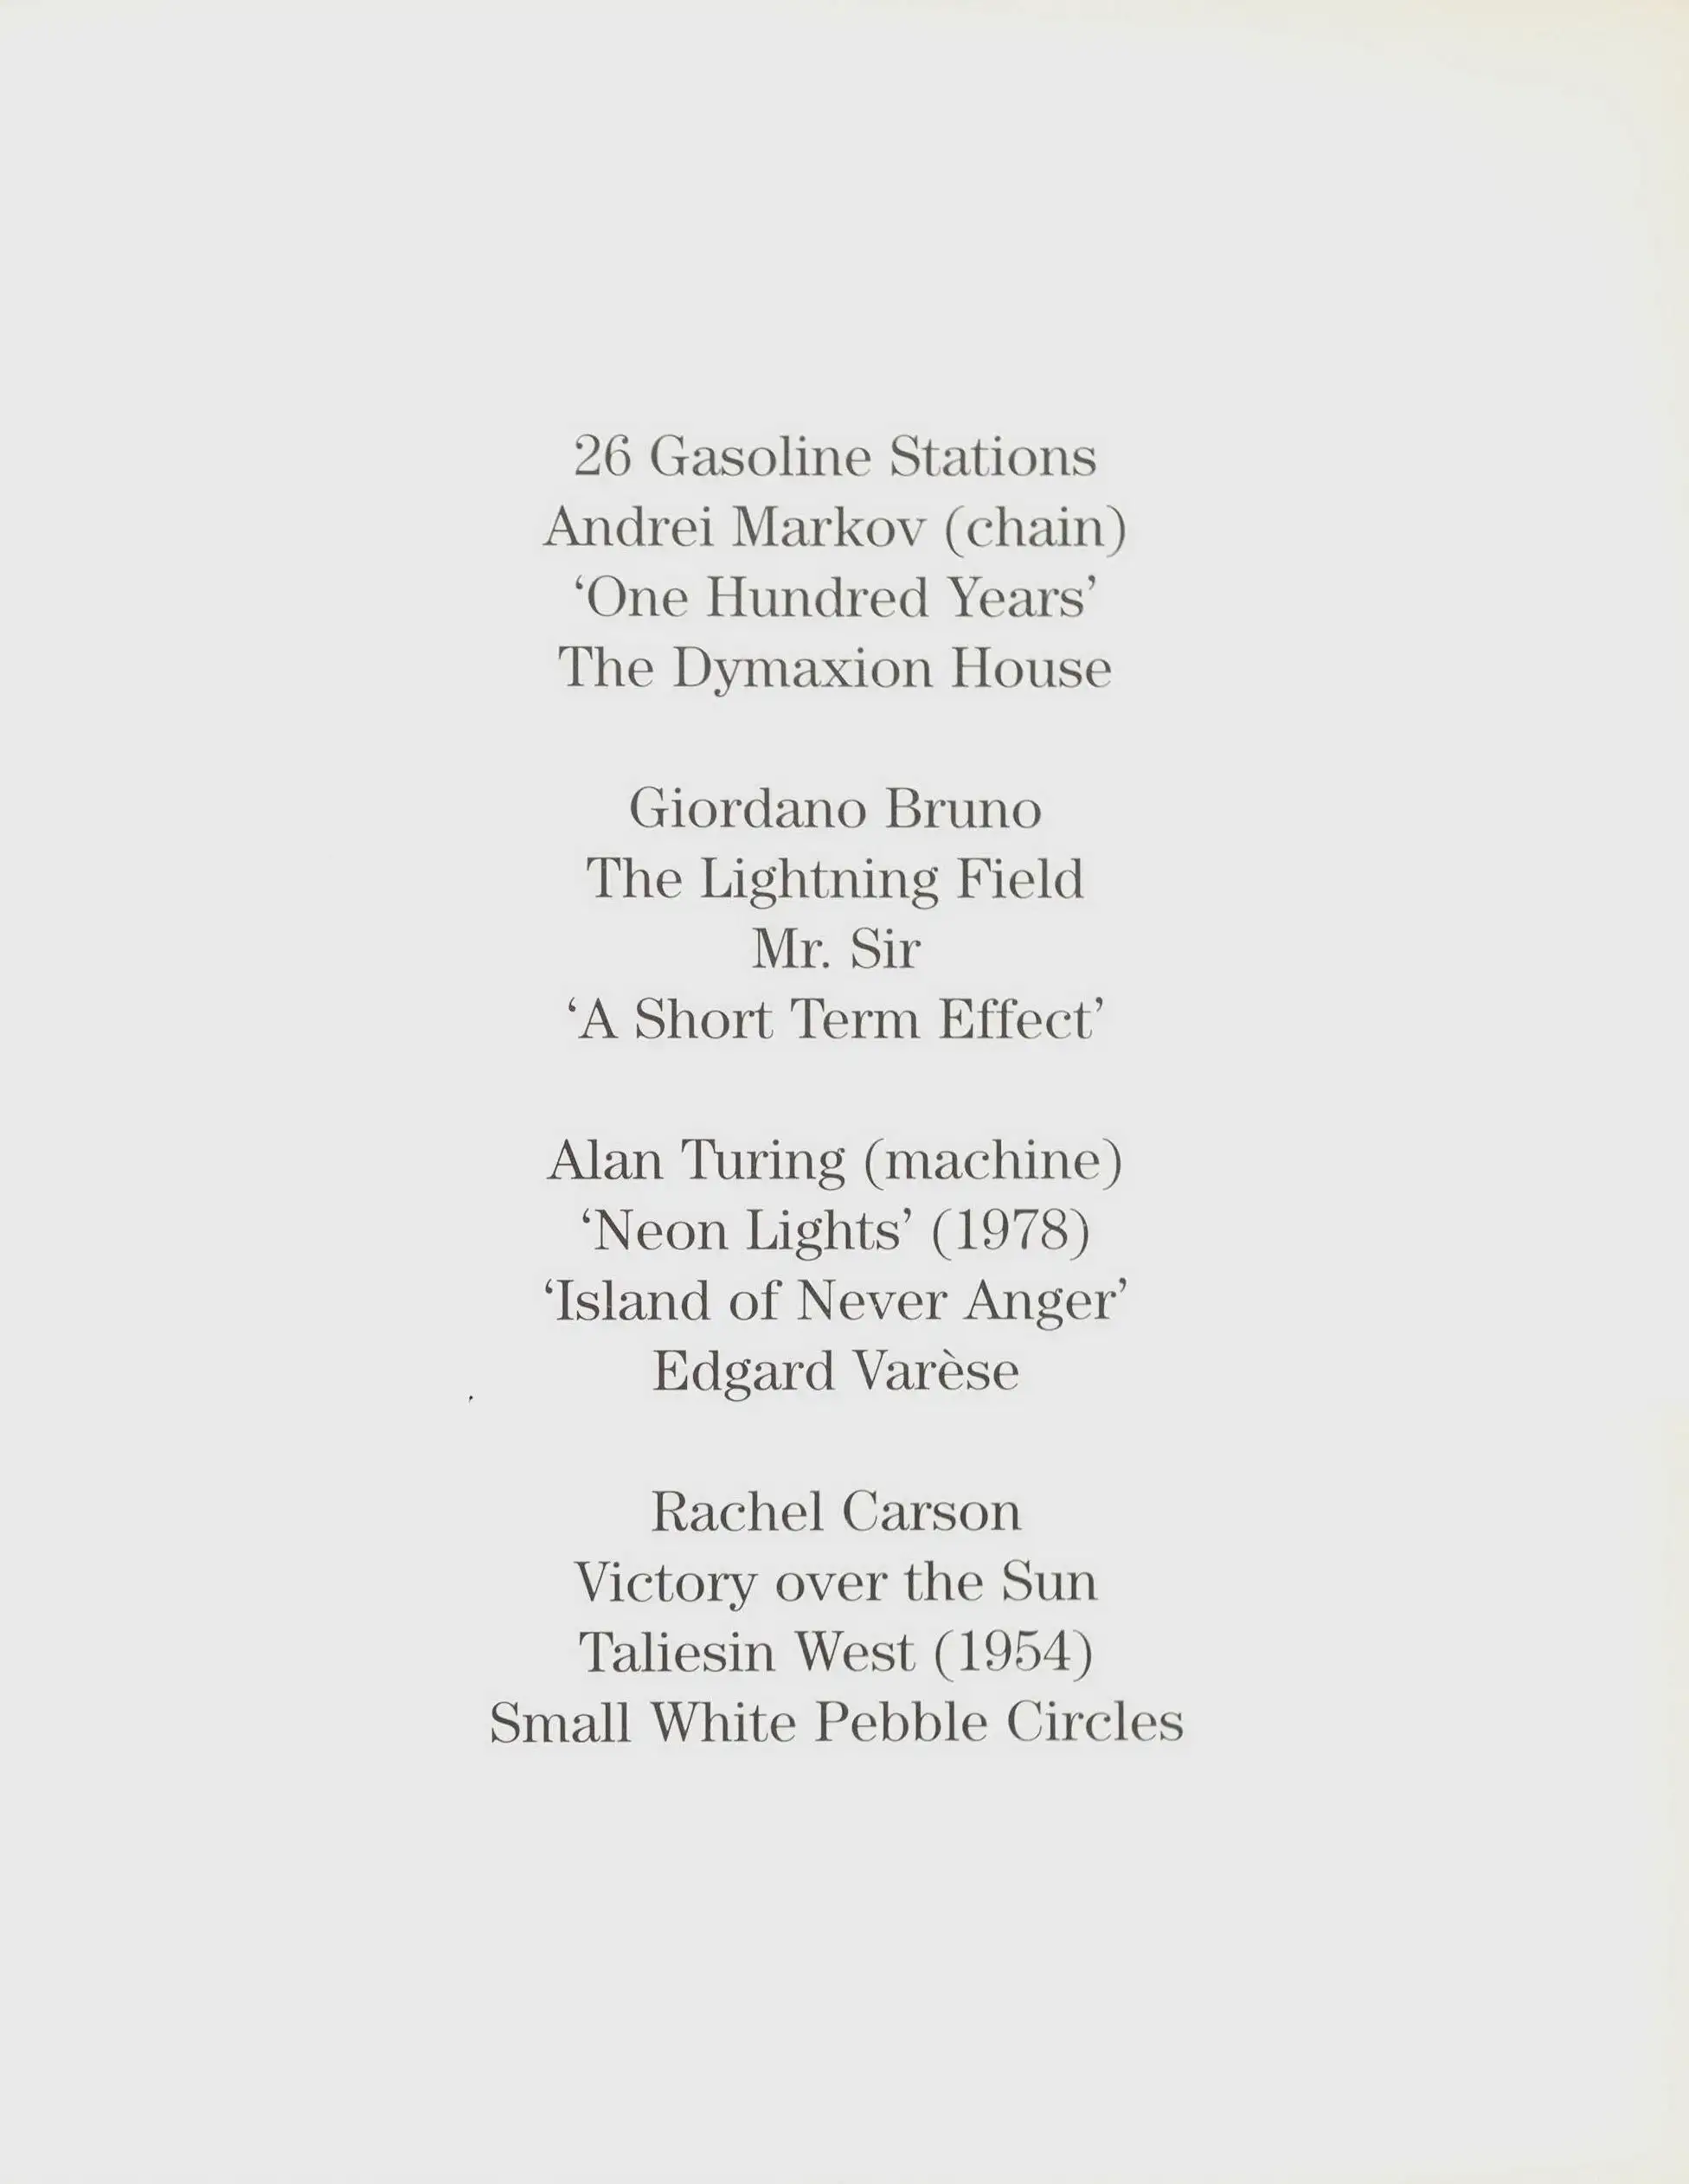 26 Gasoline Stations
Andrei Markov (chain)
‘One Hundred Years’
The Dymaxion House
Giordano Bruno
The Lightning Field
Mr. Sir
‘A Short Term Effect’
Alan Turing (machine)
‘Neon Lights’ (1978)
‘Island of Never Anger’
Edgard Varèse
Rachel Carson
Victory over the Sun
Taliesin West (1954)
Small White Pebble Circles